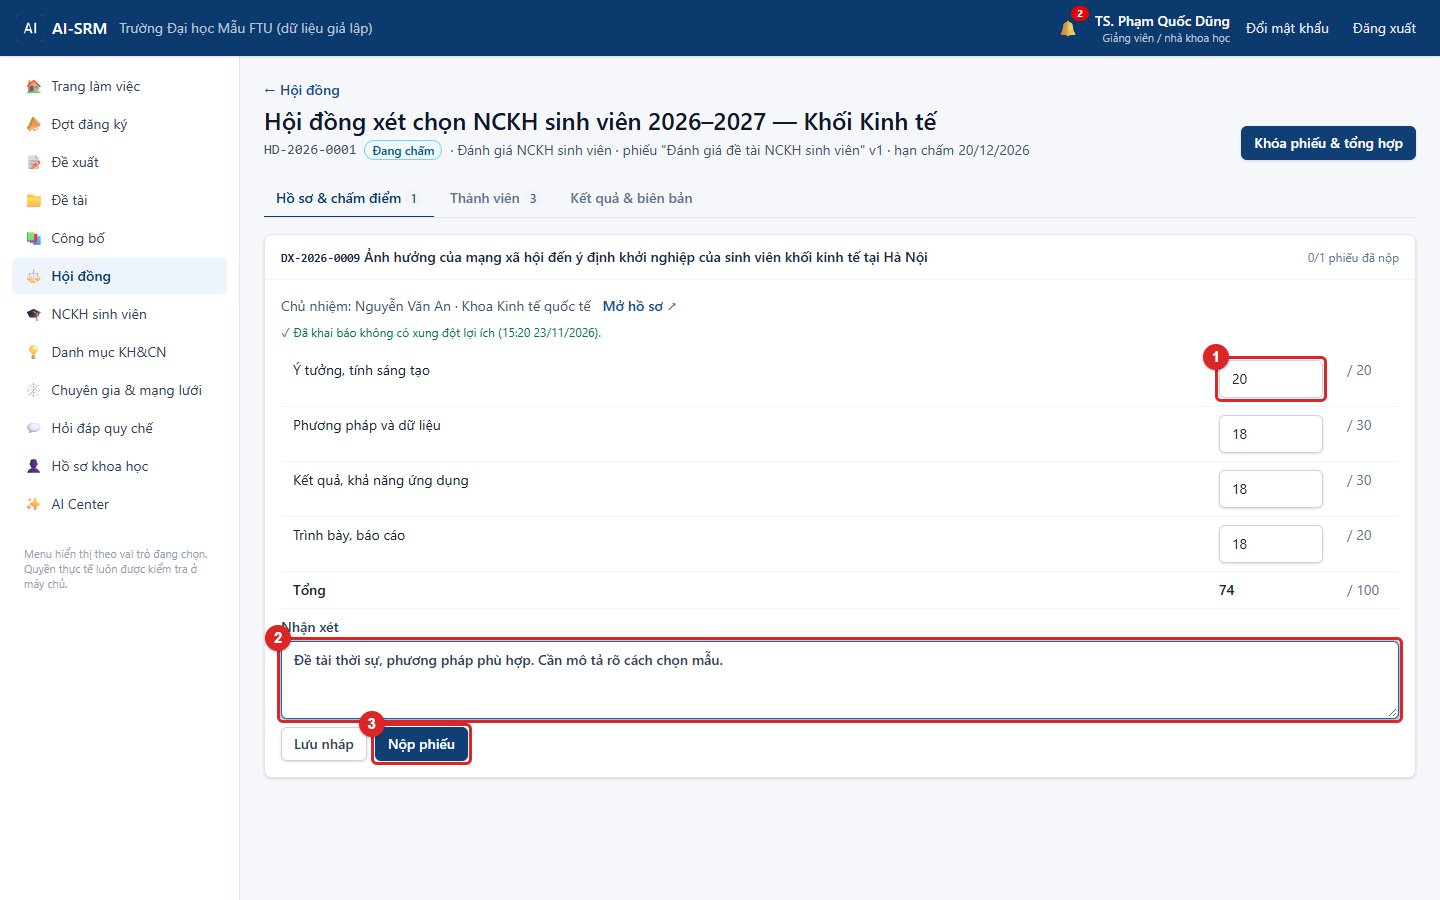 AI AI-SRM Trường Đại học Mẫu FTU (dữ liệu giả lập)
2
TS. Phạm Quốc Dũng
Giảng viên / nhà khoa học
Đổi mật khẩu
Đăng xuất
Trang làm việc
Đợt đăng ký
Đề xuất
Đề tài
Công bố
Hội đồng
NCKH sinh viên
Danh mục KH&CN
Chuyên gia & mạng lưới
Hỏi đáp quy chế
Hồ sơ khoa học
AI Center
Menu hiển thị theo vai trò đang chọn.
Quyền thực tế luôn được kiểm tra ở
máy chủ.
← Hội đồng
Hội đồng xét chọn NCKH sinh viên 2026–2027 — Khối Kinh tế
HD-2026-0001 Đang chấm · Đánh giá NCKH sinh viên · phiếu "Đánh giá đề tài NCKH sinh viên" v1 · hạn chấm 20/12/2026
Khóa phiếu & tổng hợp
Hồ sơ & chấm điểm 1
Thành viên 3
Kết quả & biên bản
DX-2026-0009 Ảnh hưởng của mạng xã hội đến ý định khởi nghiệp của sinh viên khối kinh tế tại Hà Nội
0/1 phiếu đã nộp
Chủ nhiệm: Nguyễn Văn An · Khoa Kinh tế quốc tế Mở hồ sơ ↗
✓ Đã khai báo không có xung đột lợi ích (15:20 23/11/2026).
1
Ý tưởng, tính sáng tạo 20 / 20
Phương pháp và dữ liệu 18 / 30
Kết quả, khả năng ứng dụng 18 / 30
Trình bày, báo cáo 18 / 20
Tổng 74 / 100
Nhận xét
2
Đề tài thời sự, phương pháp phù hợp. Cần mô tả rõ cách chọn mẫu.
3
Lưu nháp
Nộp phiếu